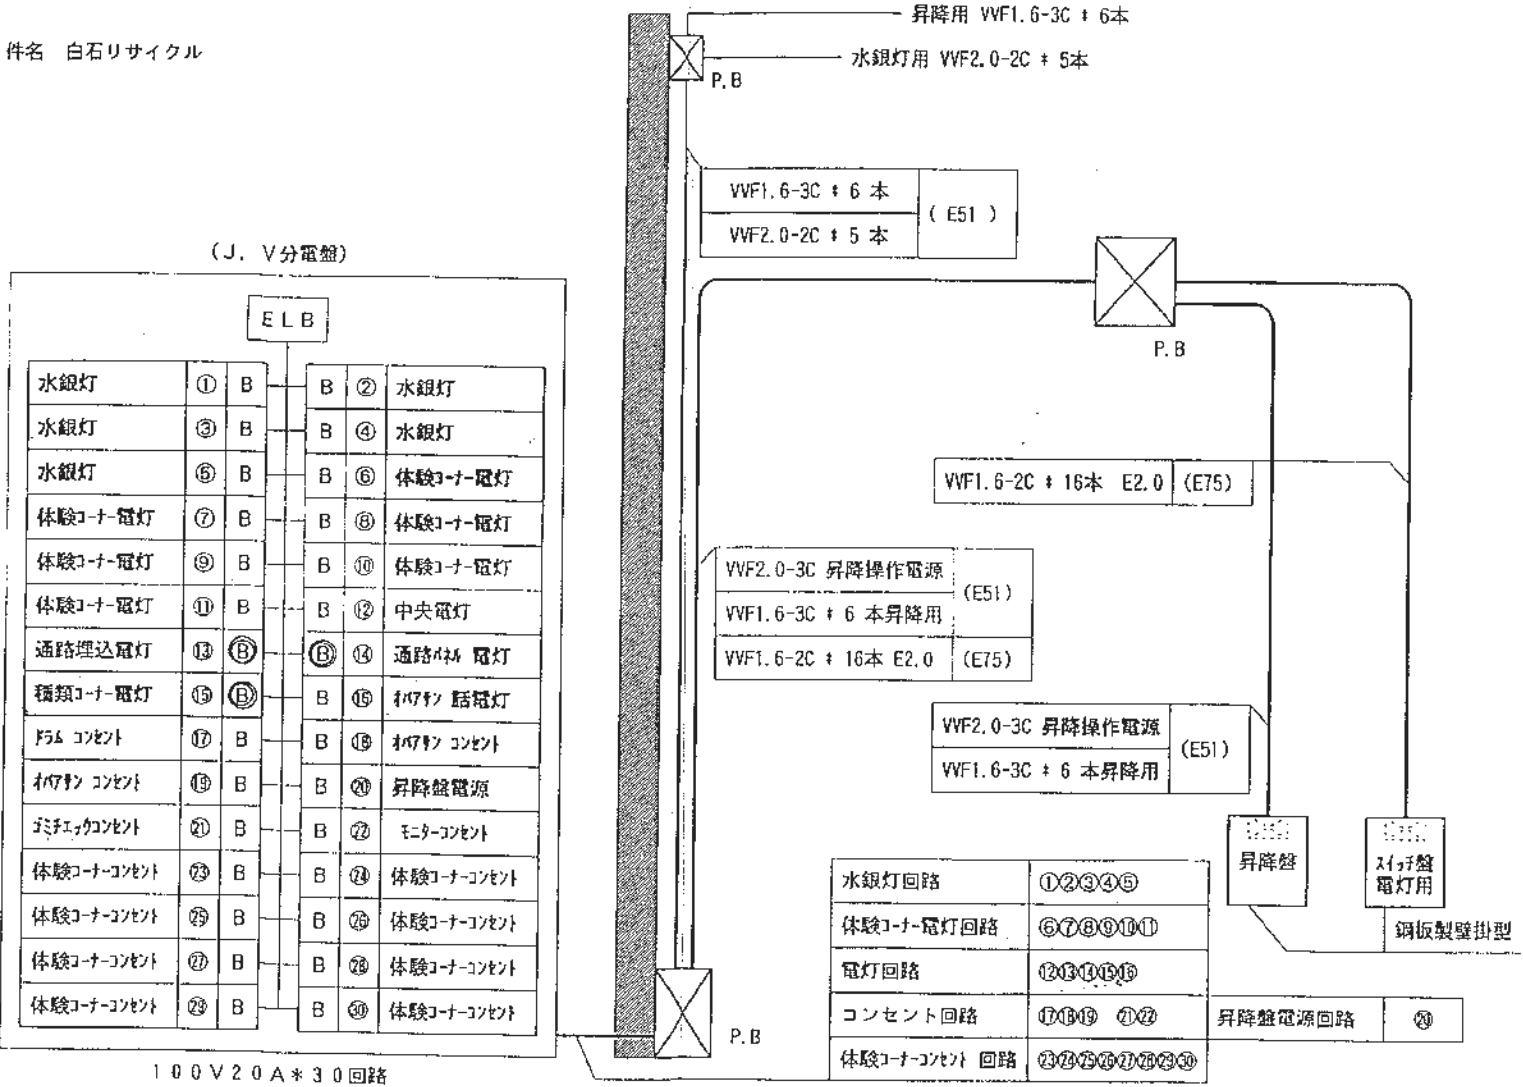 件名 白石リサイクル
昇降用 VVF1.6-3C * 6本
水銀灯用 VVF2.0-2C * 5本
P.B
VVF1.6-3C * 6 本
VVF2.0-2C * 5 本
( E51 )
P.B
(J. V分電盤)
ELB
水銀灯 ① B B ② 水銀灯
水銀灯 ③ B B ④ 水銀灯
水銀灯 ⑤ B B ⑥ 体験コーナー電灯
体験コーナー電灯 ⑦ B B ⑧ 体験コーナー電灯
体験コーナー電灯 ⑨ B B ⑩ 体験コーナー電灯
体験コーナー電灯 ⑪ B B ⑫ 中央電灯
通路埋込電灯 ⑬ Ⓑ Ⓑ ⑭ 通路パネル 電灯
種類コーナー電灯 ⑮ Ⓑ B ⑯ オバアサン 話電灯
ドラム コンセント ⑰ B B ⑱ オバアサン コンセント
オバアサン コンセント ⑲ B B ⑳ 昇降盤電源
ゴミチェックコンセント ㉑ B B ㉒ モニターコンセント
体験コーナーコンセント ㉓ B B ㉔ 体験コーナーコンセント
体験コーナーコンセント ㉕ B B ㉖ 体験コーナーコンセント
体験コーナーコンセント ㉗ B B ㉘ 体験コーナーコンセント
体験コーナーコンセント ㉙ B B ㉚ 体験コーナーコンセント
100V20A*30回路
VVF1.6-2C * 16本 E2.0 (E75)
VVF2.0-3C 昇降操作電源
VVF1.6-3C * 6 本昇降用
(E51)
VVF1.6-2C * 16本 E2.0 (E75)
VVF2.0-3C 昇降操作電源
VVF1.6-3C * 6 本昇降用
(E51)
昇降盤
スイッチ盤
電灯用
鋼板製壁掛型
P.B
水銀灯回路 ①②③④⑤
体験コーナー電灯回路 ⑥⑦⑧⑨⑩⑪
電灯回路 ⑫⑬⑭⑮⑯
コンセント回路 ⑰⑱⑲ ㉑㉒
昇降盤電源回路 ⑳
体験コーナーコンセント 回路 ㉓㉔㉕㉖㉗㉘㉙㉚